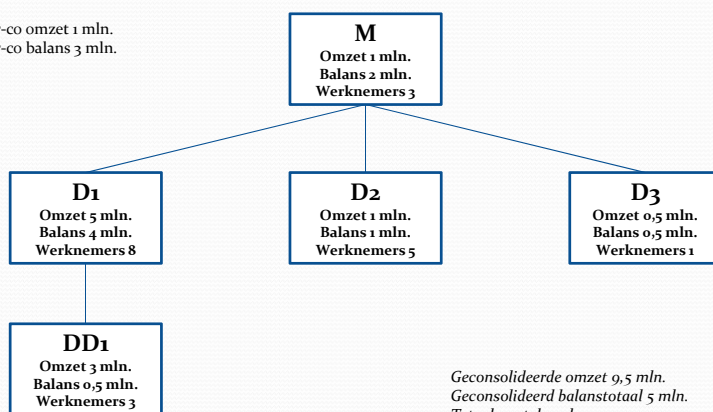 -co omzet 1 mln.
-co balans 3 mln.
M
Omzet 1 mln.
Balans 2 mln.
Werknemers 3
D1
Omzet 5 mln.
Balans 4 mln.
Werknemers 8
D2
Omzet 1 mln.
Balans 1 mln.
Werknemers 5
D3
Omzet 0,5 mln.
Balans 0,5 mln.
Werknemers 1
DD1
Omzet 3 mln.
Balans 0,5 mln.
Werknemers 3
Geconsolideerde omzet 9,5 mln.
Geconsolideerd balanstotaal 5 mln.